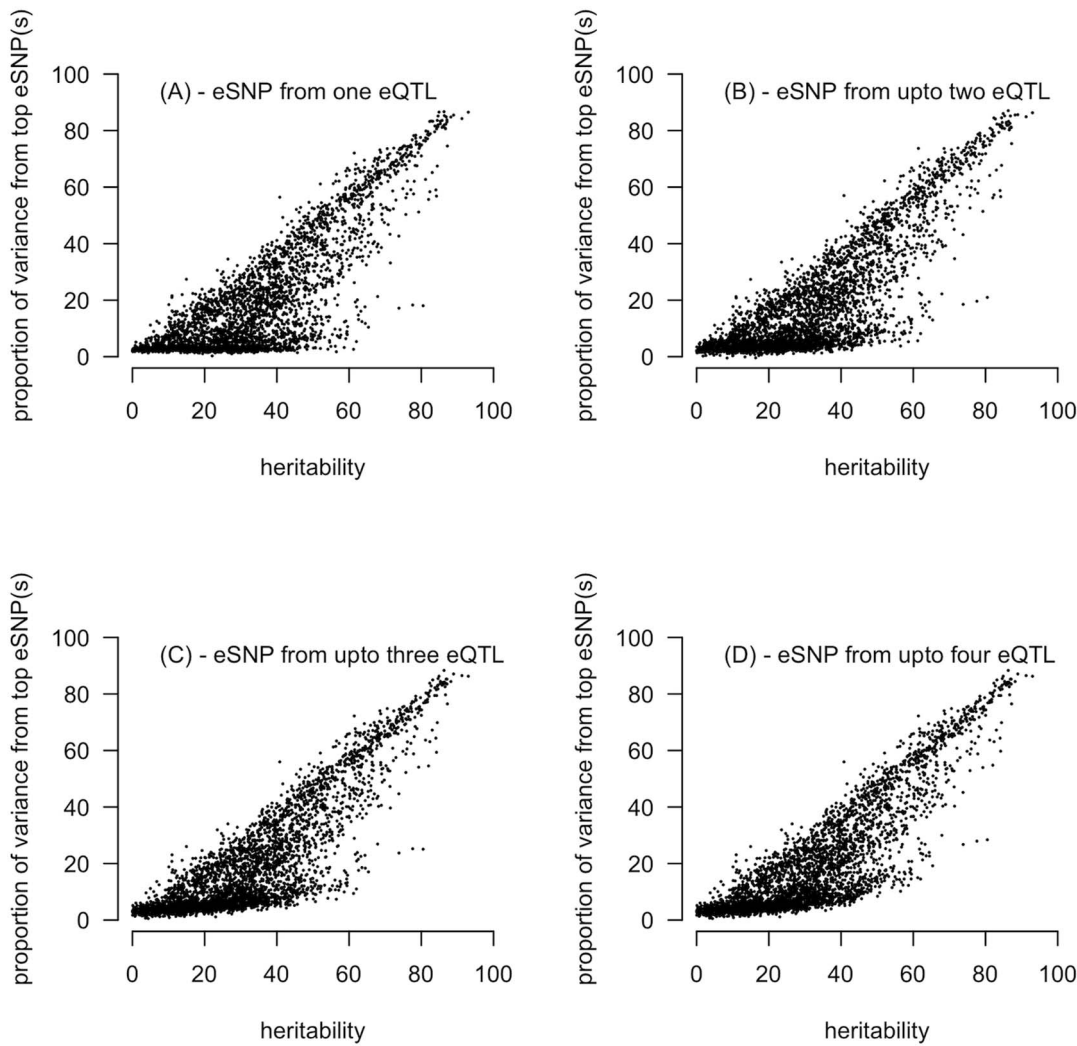 (A) - eSNP from one eQTL
proportion of variance from top eSNP(s)
100
80
60
40
20
0
0 20 40 60 80 100
heritability
(B) - eSNP from upto two eQTL
proportion of variance from top eSNP(s)
100
80
60
40
20
0
0 20 40 60 80 100
heritability
(C) - eSNP from upto three eQTL
proportion of variance from top eSNP(s)
100
80
60
40
20
0
0 20 40 60 80 100
heritability
(D) - eSNP from upto four eQTL
proportion of variance from top eSNP(s)
100
80
60
40
20
0
0 20 40 60 80 100
heritability